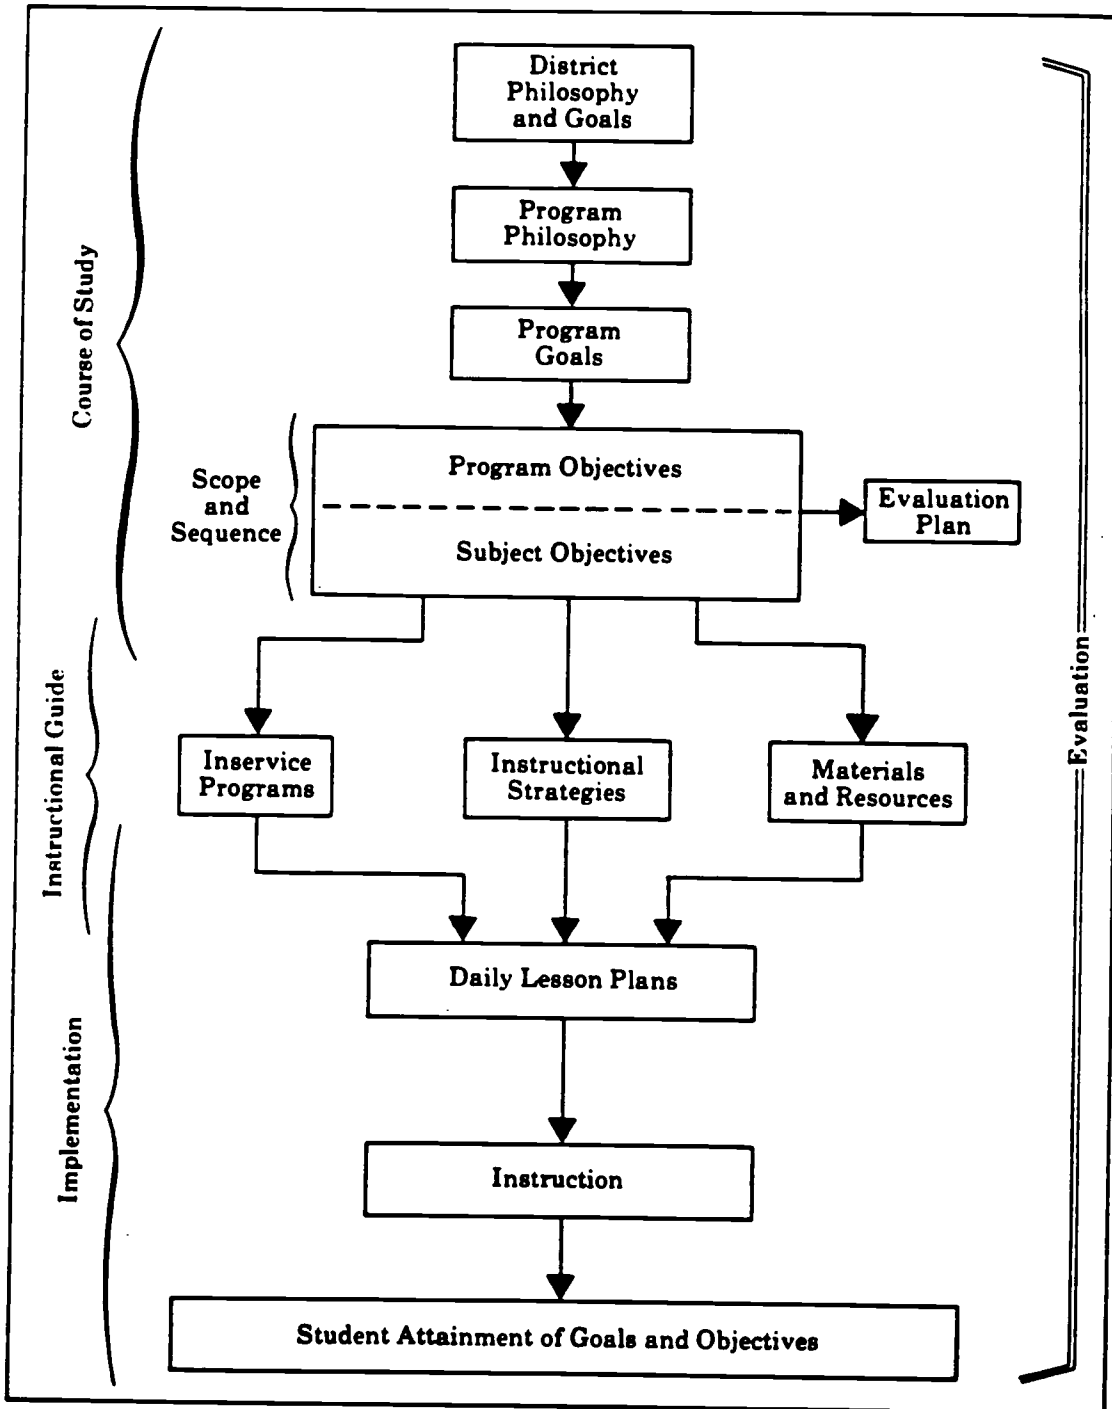 District
Philosophy
and Goals
Program
Philosophy
Program
Goals
Course of Study
Scope
and
Sequence
Program Objectives
Subject Objectives
Evaluation
Plan
Evaluation
Instructional Guide
Inservice
Programs
Instructional
Strategies
Materials
and Resources
Daily Lesson Plans
Implementation
Instruction
Student Attainment of Goals and Objectives